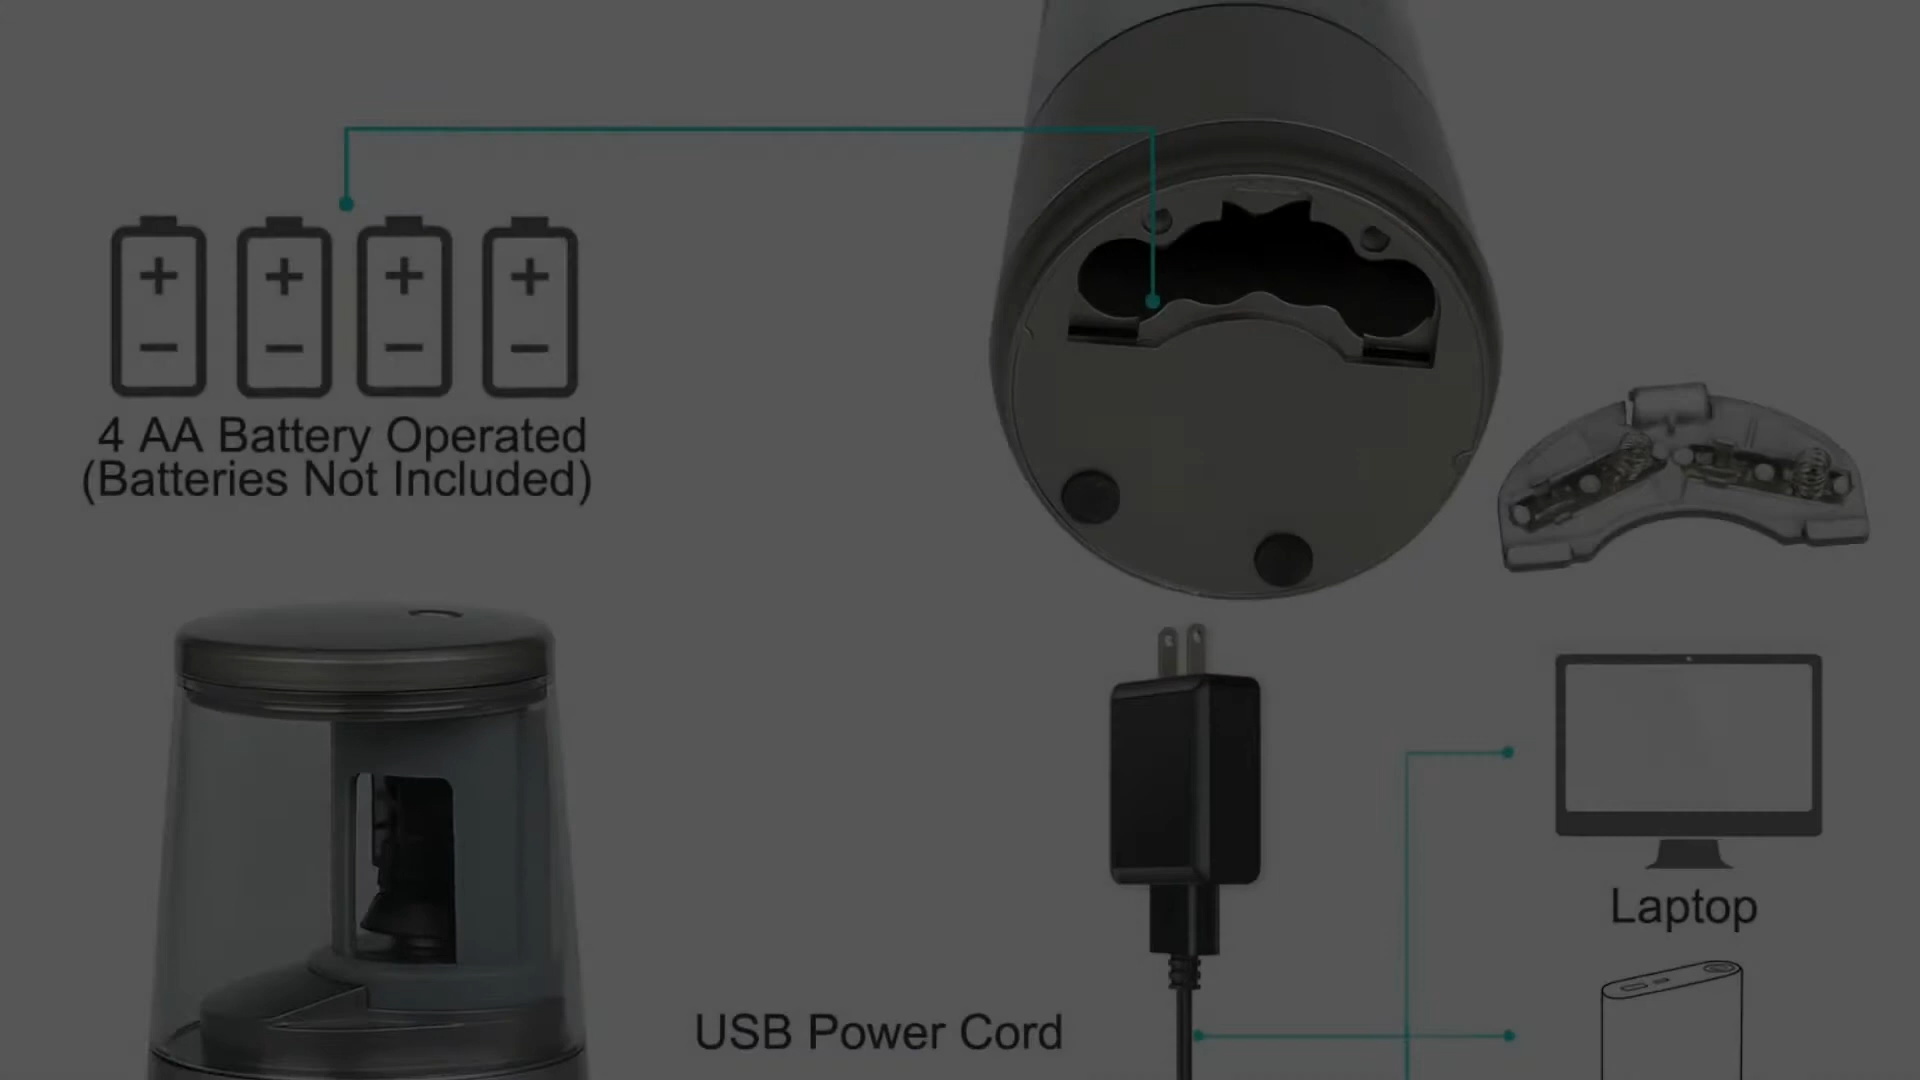 4 AA Battery Operated
(Batteries Not Included)
Laptop
USB Power Cord